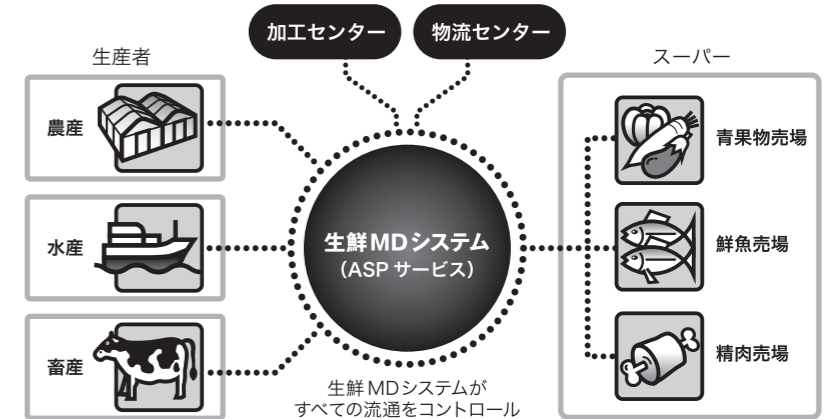 加工センター
物流センター
生産者
スーパー
農産
水産
畜産
生鮮MDシステム
（ASPサービス）
青果物売場
鮮魚売場
精肉売場
生鮮MDシステムが
すべての流通をコントロール